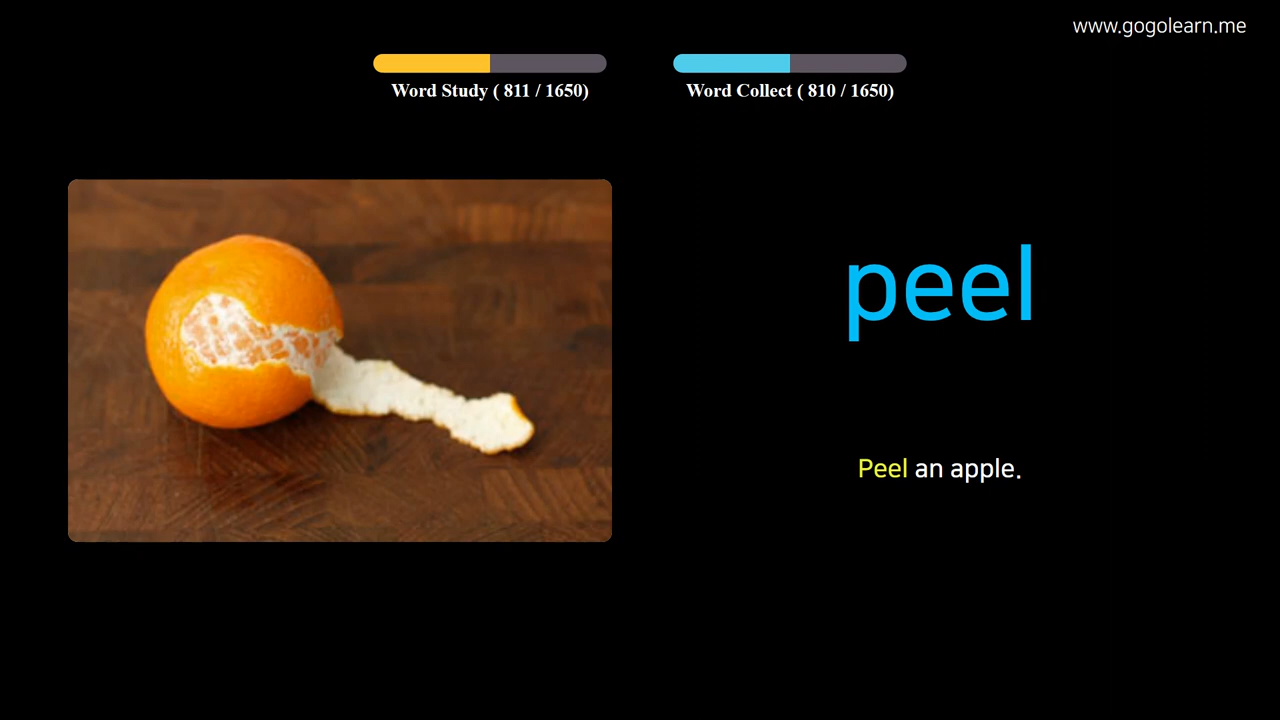 www.gogolearn.me
Word Study ( 811 / 1650)
Word Collect ( 810 / 1650)
peel
Peel an apple.